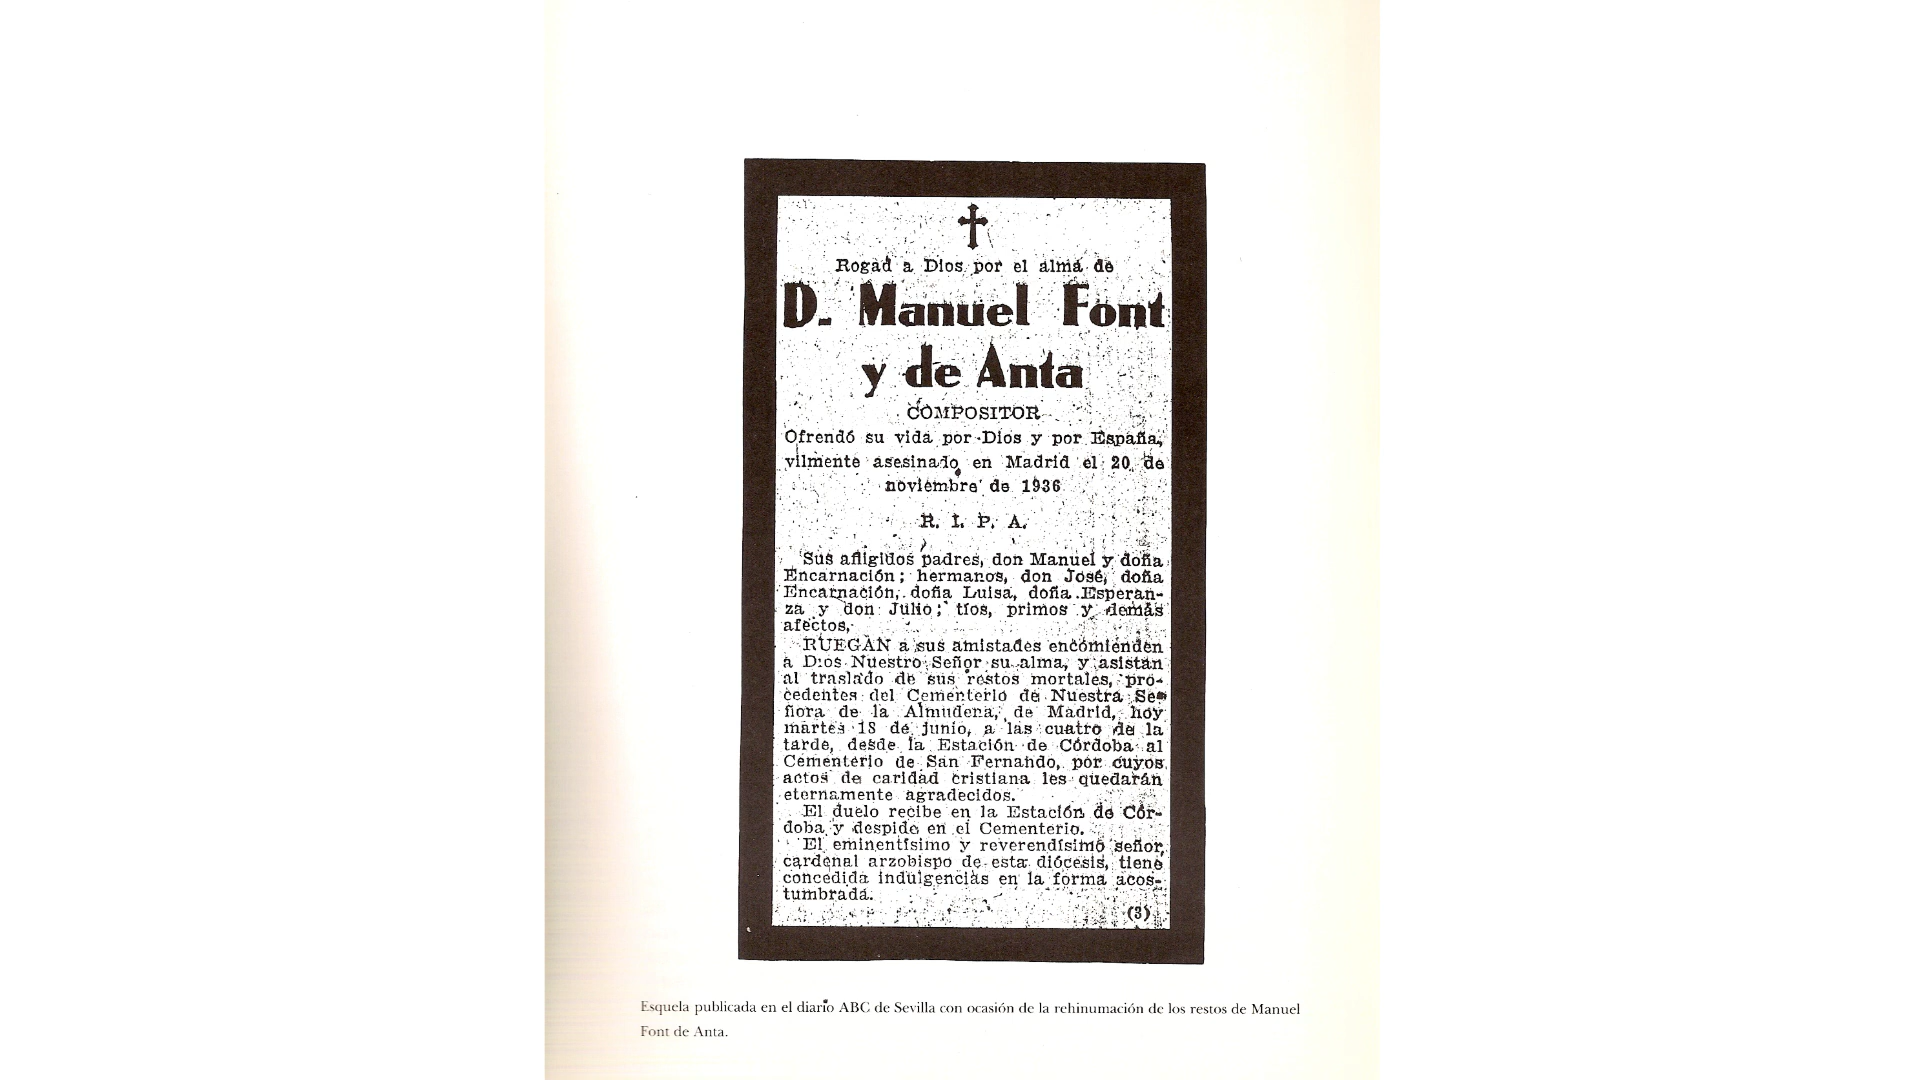 Rogad a Dios por el alma de
D. Manuel Font
y de Anta
COMPOSITOR
Ofrendó su vida por Dios y por España,
vilmente asesinado en Madrid el 20 de
noviembre de 1936
R. I. P. A.
Sus afligidos padres, don Manuel y doña
Encarnación; hermanos, don José, doña
Encarnación, doña Luisa, doña Esperan-
za y don Julio; tíos, primos y demás
afectos,
RUEGAN a sus amistades encomienden
a Dios Nuestro Señor su alma, y asistan
al traslado de sus restos mortales, pro-
cedentes del Cementerio de Nuestra Se-
ñora de la Almudena, de Madrid, hoy
martes 18 de junio, a las cuatro de la
tarde, desde la Estación de Córdoba al
Cementerio de San Fernando, por cuyos
actos de caridad cristiana les quedarán
eternamente agradecidos.
El duelo recibe en la Estación de Cór-
doba y despide en el Cementerio.
El eminentísimo y reverendísimo señor
cardenal arzobispo de esta diócesis, tiene
concedida indulgencias en la forma acos-
tumbrada.
(3)
Esquela publicada en el diario ABC de Sevilla con ocasión de la rehinumación de los restos de Manuel
Font de Anta.